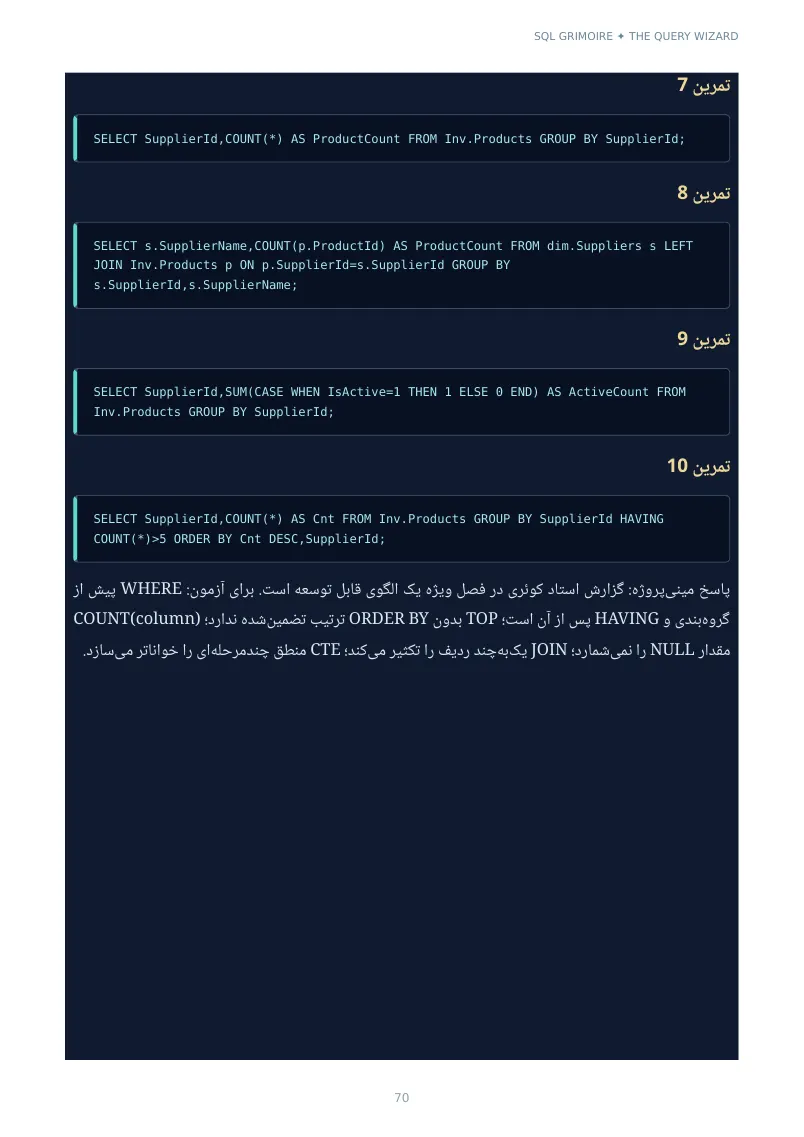 SQL GRIMOIRE ✦ THE QUERY WIZARD
تمرین 7
SELECT SupplierId,COUNT(*) AS ProductCount FROM Inv.Products GROUP BY SupplierId;
تمرین 8
SELECT s.SupplierName,COUNT(p.ProductId) AS ProductCount FROM dim.Suppliers s LEFT
JOIN Inv.Products p ON p.SupplierId=s.SupplierId GROUP BY
s.SupplierId,s.SupplierName;
تمرین 9
SELECT SupplierId,SUM(CASE WHEN IsActive=1 THEN 1 ELSE 0 END) AS ActiveCount FROM
Inv.Products GROUP BY SupplierId;
تمرین 10
SELECT SupplierId,COUNT(*) AS Cnt FROM Inv.Products GROUP BY SupplierId HAVING
COUNT(*)>5 ORDER BY Cnt DESC,SupplierId;
پاسخ مینی‌پروژه: گزارش استاد کوئری در فصل ویژه یک الگوی قابل توسعه است. برای آزمون: WHERE پیش از
گروه‌بندی و HAVING پس از آن است؛ TOP بدون ORDER BY ترتیب تضمین‌شده ندارد؛ COUNT(column)
مقدار NULL را نمی‌شمارد؛ JOIN یک‌به‌چند ردیف را تکثیر می‌کند؛ CTE منطق چندمرحله‌ای را خواناتر می‌سازد.
70